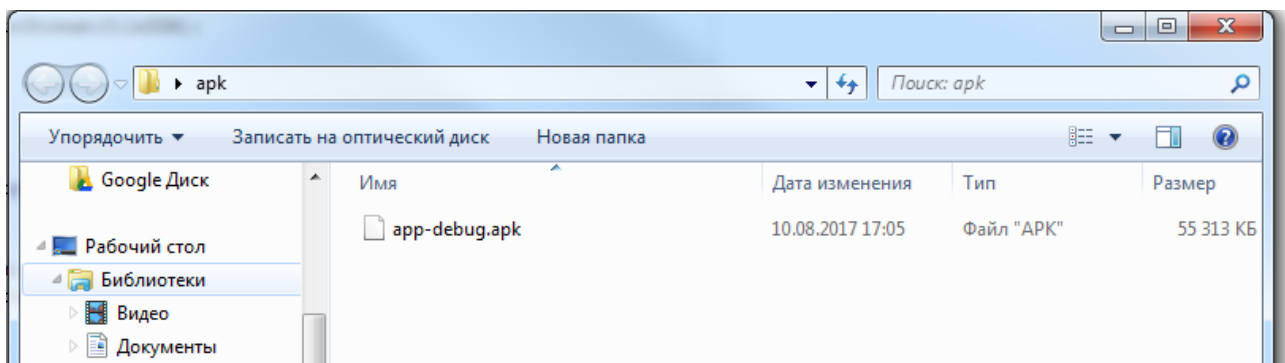 apk
Поиск: apk
Упорядочить Записать на оптический диск Новая папка
Google Диск
Рабочий стол
Библиотеки
Видео
Документы
Имя Дата изменения Тип Размер
app-debug.apk 10.08.2017 17:05 Файл "APK" 55 313 КБ